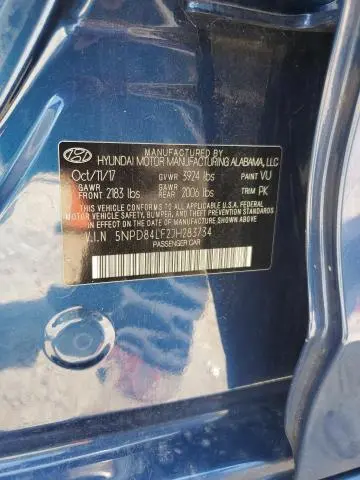 MANUFACTURED BY
HYUNDAI MOTOR MANUFACTURING ALABAMA, LLC
Oct/11/17 GVWR 3924 lbs PAINT VU
GAWR FRONT 2183 lbs GAWR REAR 2006 lbs TRIM PK
THIS VEHICLE CONFORMS TO ALL APPLICABLE U.S.A FEDERAL
MOTOR VEHICLE SAFETY, BUMPER, AND THEFT PREVENTION STANDARDS
IN EFFECT ON THE DATE OF MANUFACTURE SHOWN ABOVE.
V.I.N 5NPD84LF2JH283734
PASSENGER CAR